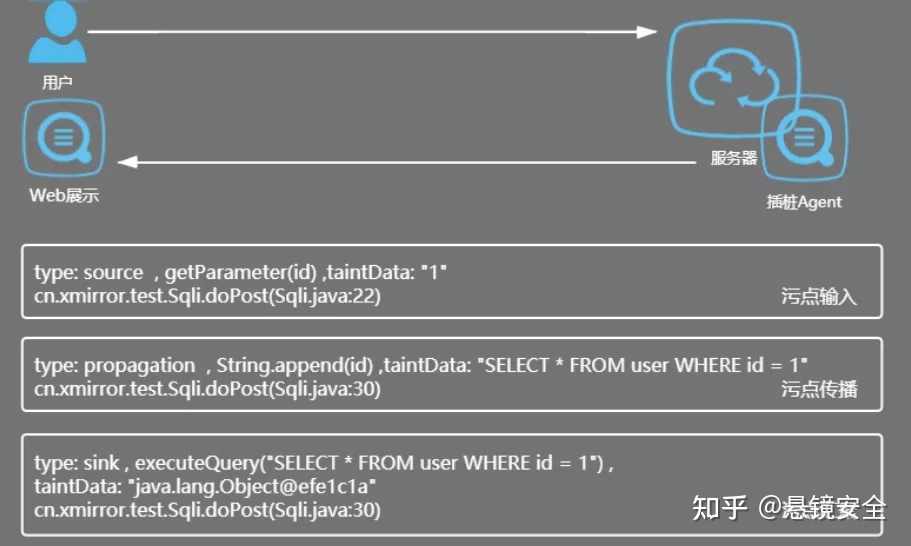 用户
服务器
Web展示
插桩Agent
type: source , getParameter(id) ,taintData: "1"
cn.xmirror.test.Sqli.doPost(Sqli.java:22)
污点输入
type: propagation , String.append(id) ,taintData: "SELECT * FROM user WHERE id = 1"
cn.xmirror.test.Sqli.doPost(Sqli.java:30)
污点传播
type: sink , executeQuery("SELECT * FROM user WHERE id = 1") ,
taintData: "java.lang.Object@efe1c1a"
cn.xmirror.test.Sqli.doPost(Sqli.java:30)
知乎 @悬镜安全